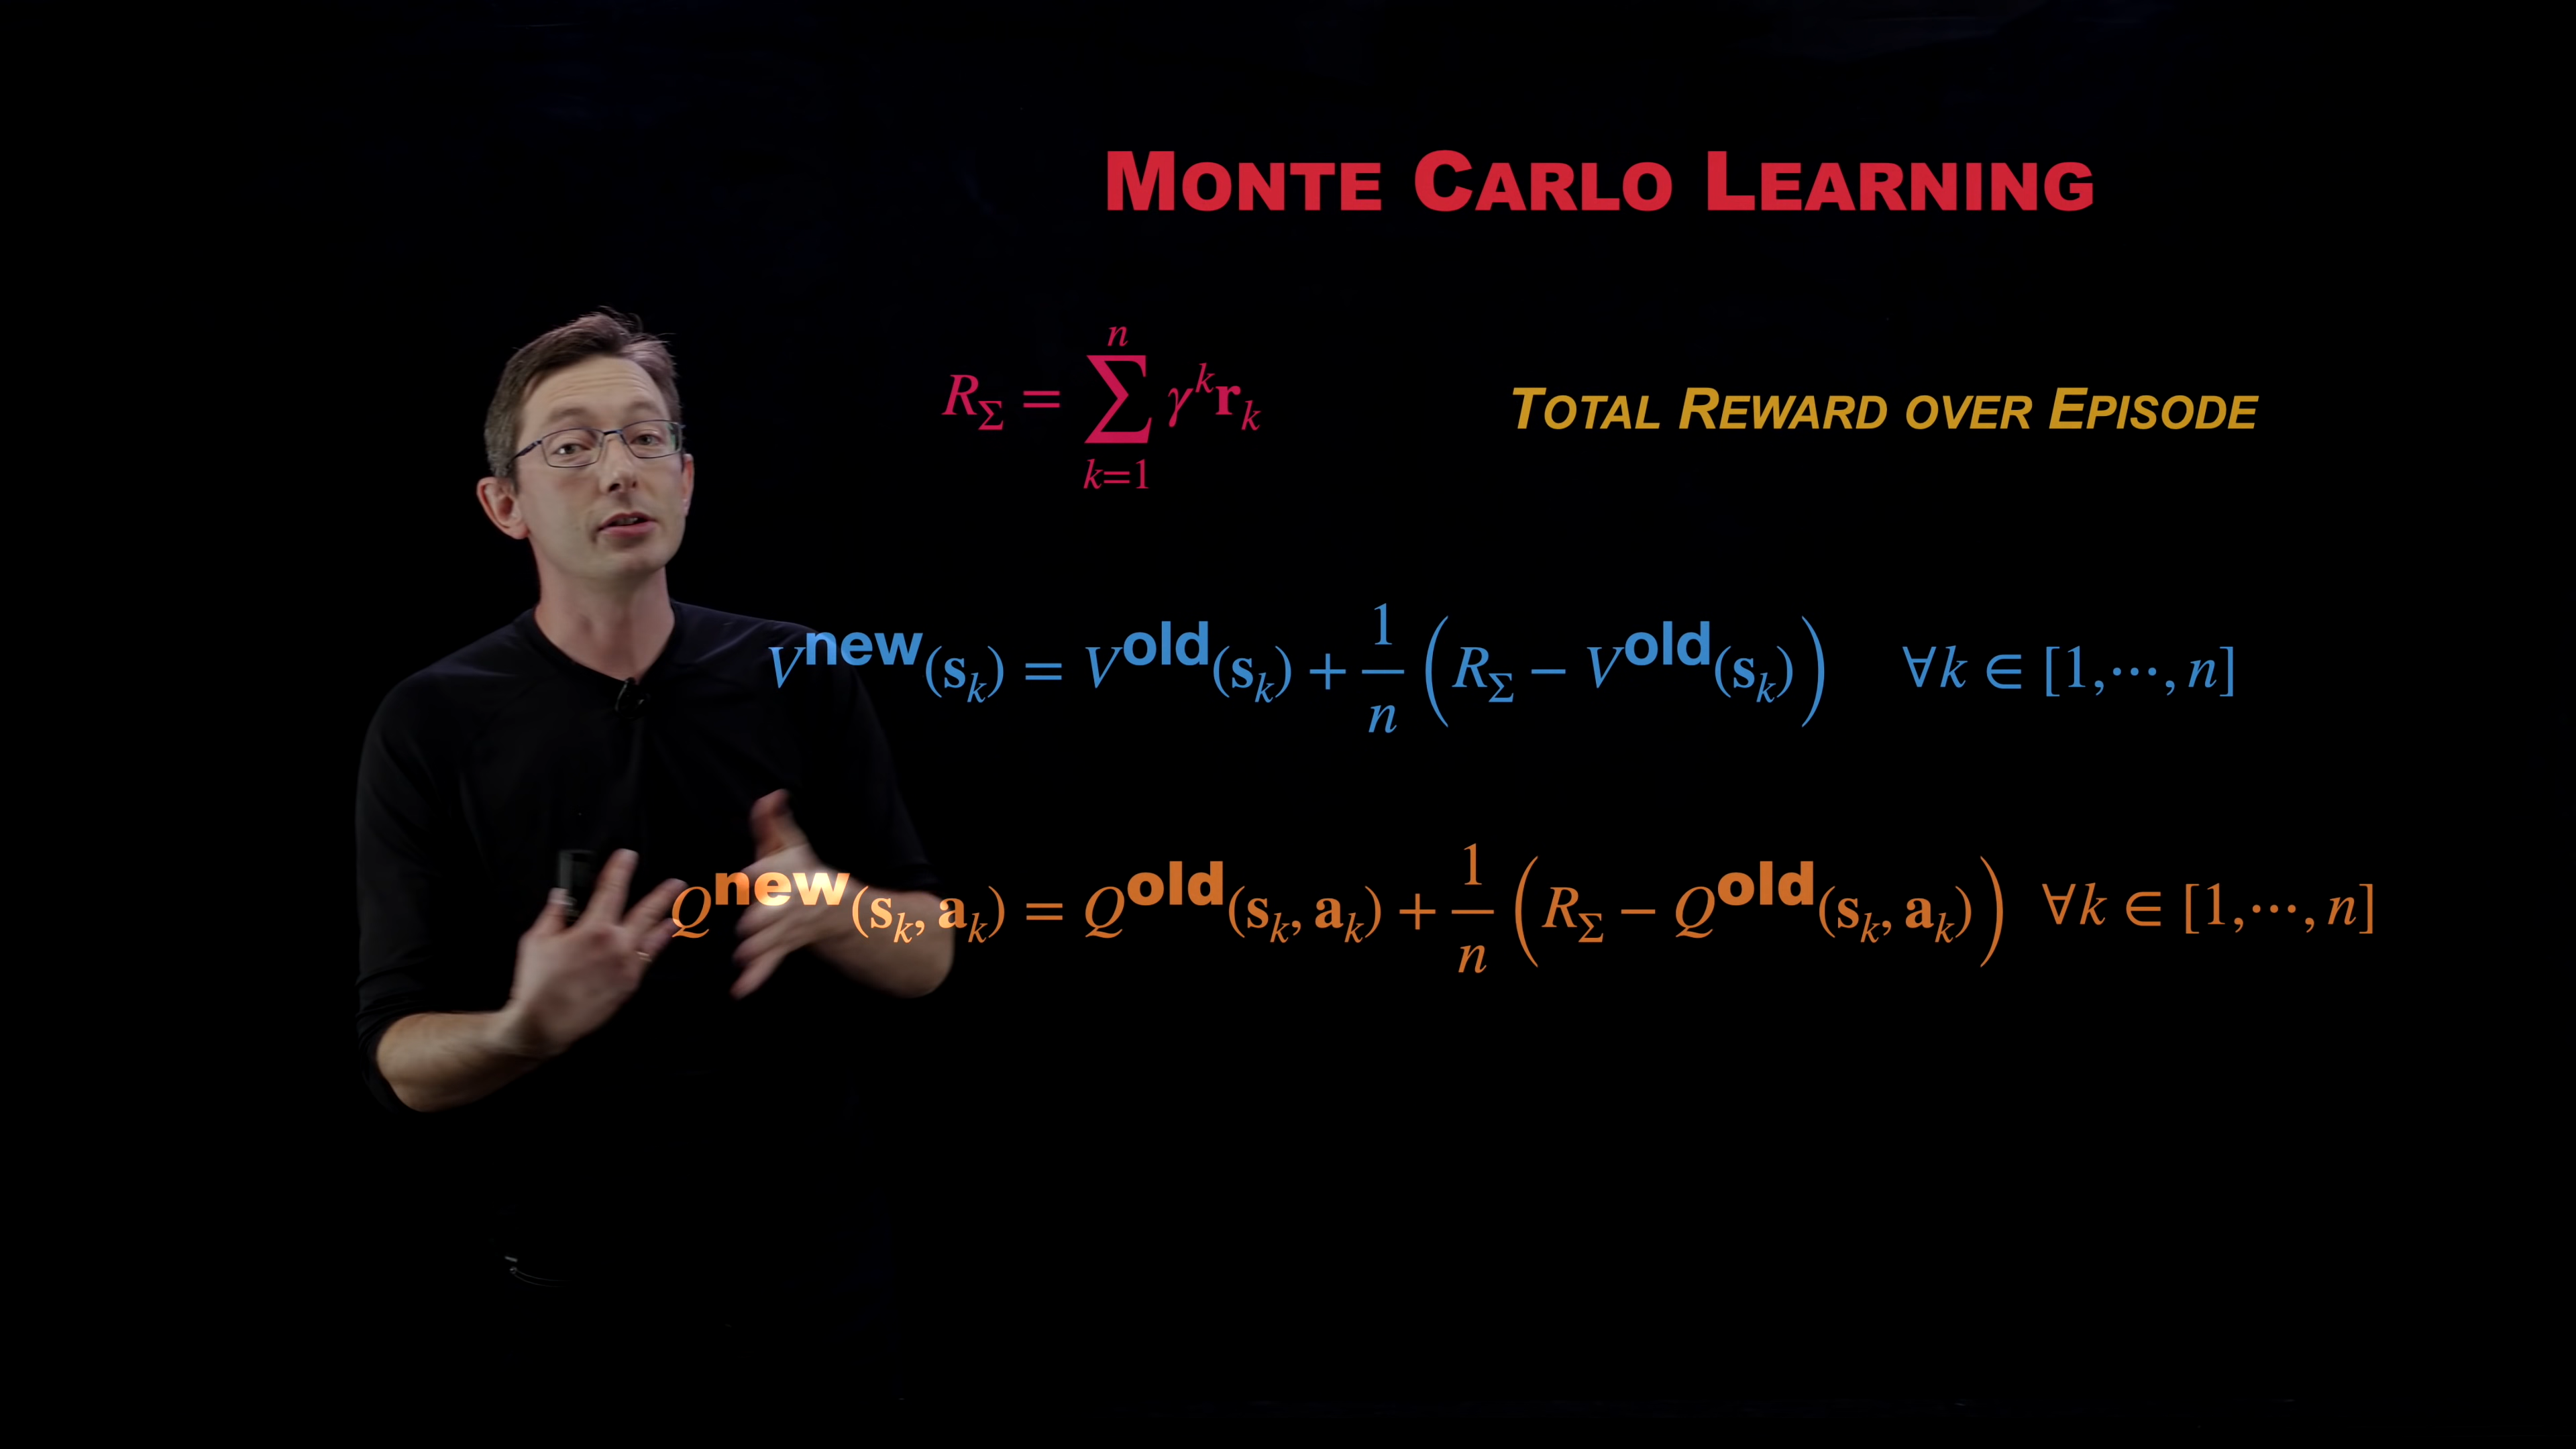 MONTE CARLO LEARNING
R_Σ = ∑_{k=1}^{n} γ^k r_k TOTAL REWARD OVER EPISODE
V^new(s_k) = V^old(s_k) + 1/n (R_Σ − V^old(s_k)) ∀k ∈ [1,⋯, n]
Q^new(s_k, a_k) = Q^old(s_k, a_k) + 1/n (R_Σ − Q^old(s_k, a_k)) ∀k ∈ [1,⋯, n]